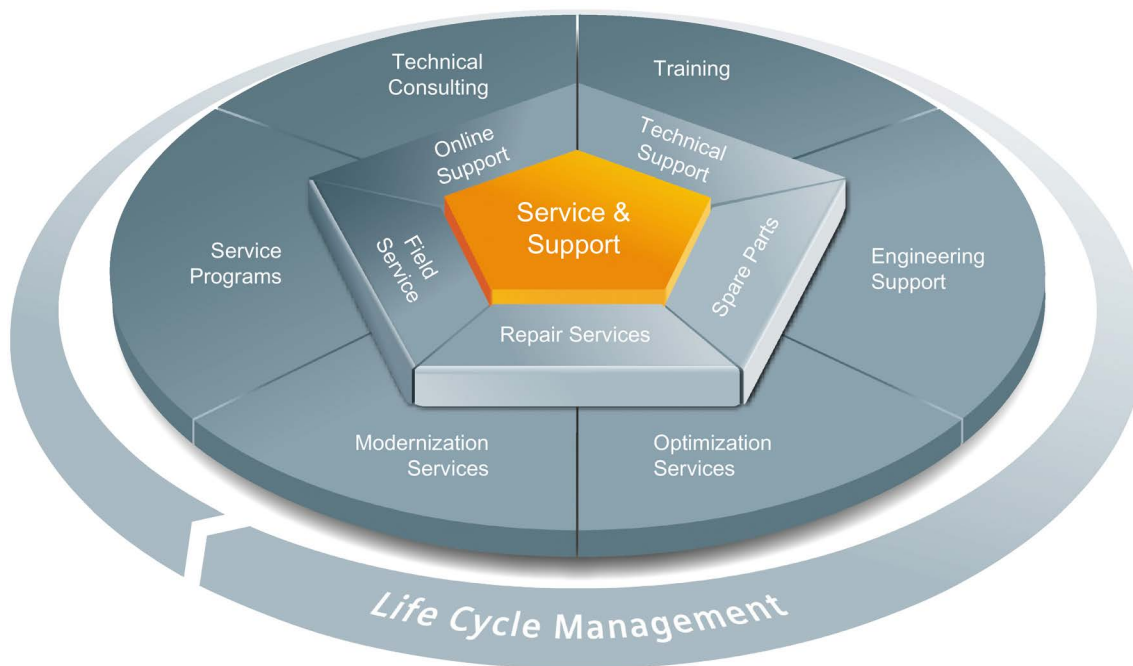 Technical
Consulting
Training
Online
Support
Technical
Support
Service &
Support
Field
Service
Spare Parts
Service
Programs
Engineering
Support
Repair Services
Modernization
Services
Optimization
Services
Life Cycle Management